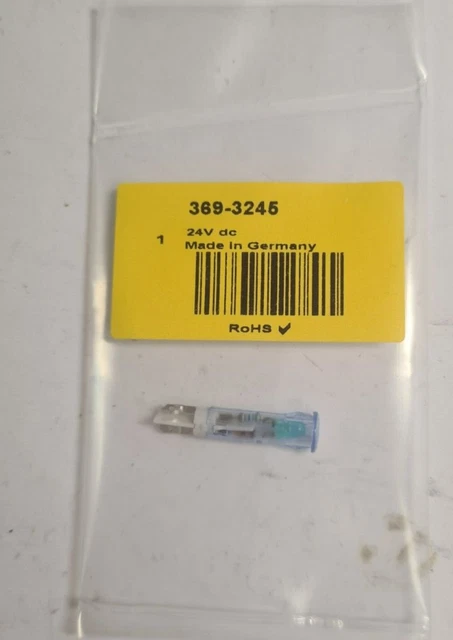 369-3245
1
24V dc
Made in Germany
RoHS ✔